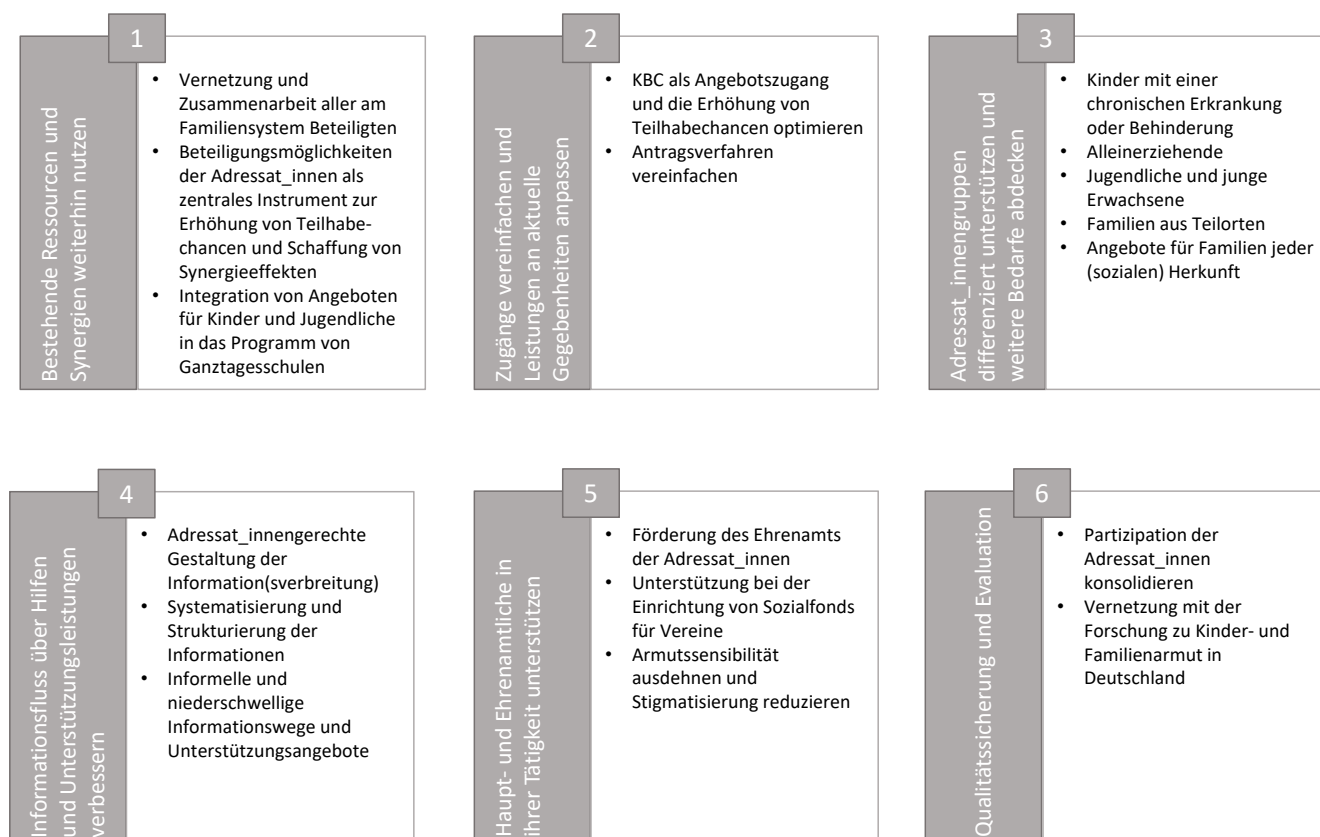 1
Bestehende Ressourcen und
Synergien weiterhin nutzen
• Vernetzung und
Zusammenarbeit aller am
Familiensystem Beteiligten
• Beteiligungsmöglichkeiten
der Adressat_innen als
zentrales Instrument zur
Erhöhung von Teilhabe-
chancen und Schaffung von
Synergieeffekten
• Integration von Angeboten
für Kinder und Jugendliche
in das Programm von
Ganztagesschulen
2
Zugänge vereinfachen und
Leistungen an aktuelle
Gegebenheiten anpassen
• KBC als Angebotszugang
und die Erhöhung von
Teilhabechancen optimieren
• Antragsverfahren
vereinfachen
3
Adressat_innengruppen
differenziert unterstützen und
weitere Bedarfe abdecken
• Kinder mit einer
chronischen Erkrankung
oder Behinderung
• Alleinerziehende
• Jugendliche und junge
Erwachsene
• Familien aus Teilorten
• Angebote für Familien jeder
(sozialen) Herkunft
4
Informationsfluss über Hilfen
und Unterstützungsleistungen
verbessern
• Adressat_innengerechte
Gestaltung der
Information(sverbreitung)
• Systematisierung und
Strukturierung der
Informationen
• Informelle und
niederschwellige
Informationswege und
Unterstützungsangebote
5
Haupt- und Ehrenamtliche in
ihrer Tätigkeit unterstützen
• Förderung des Ehrenamts
der Adressat_innen
• Unterstützung bei der
Einrichtung von Sozialfonds
für Vereine
• Armutssensibilität
ausdehnen und
Stigmatisierung reduzieren
6
Qualitätssicherung und Evaluation
• Partizipation der
Adressat_innen
konsolidieren
• Vernetzung mit der
Forschung zu Kinder- und
Familienarmut in
Deutschland